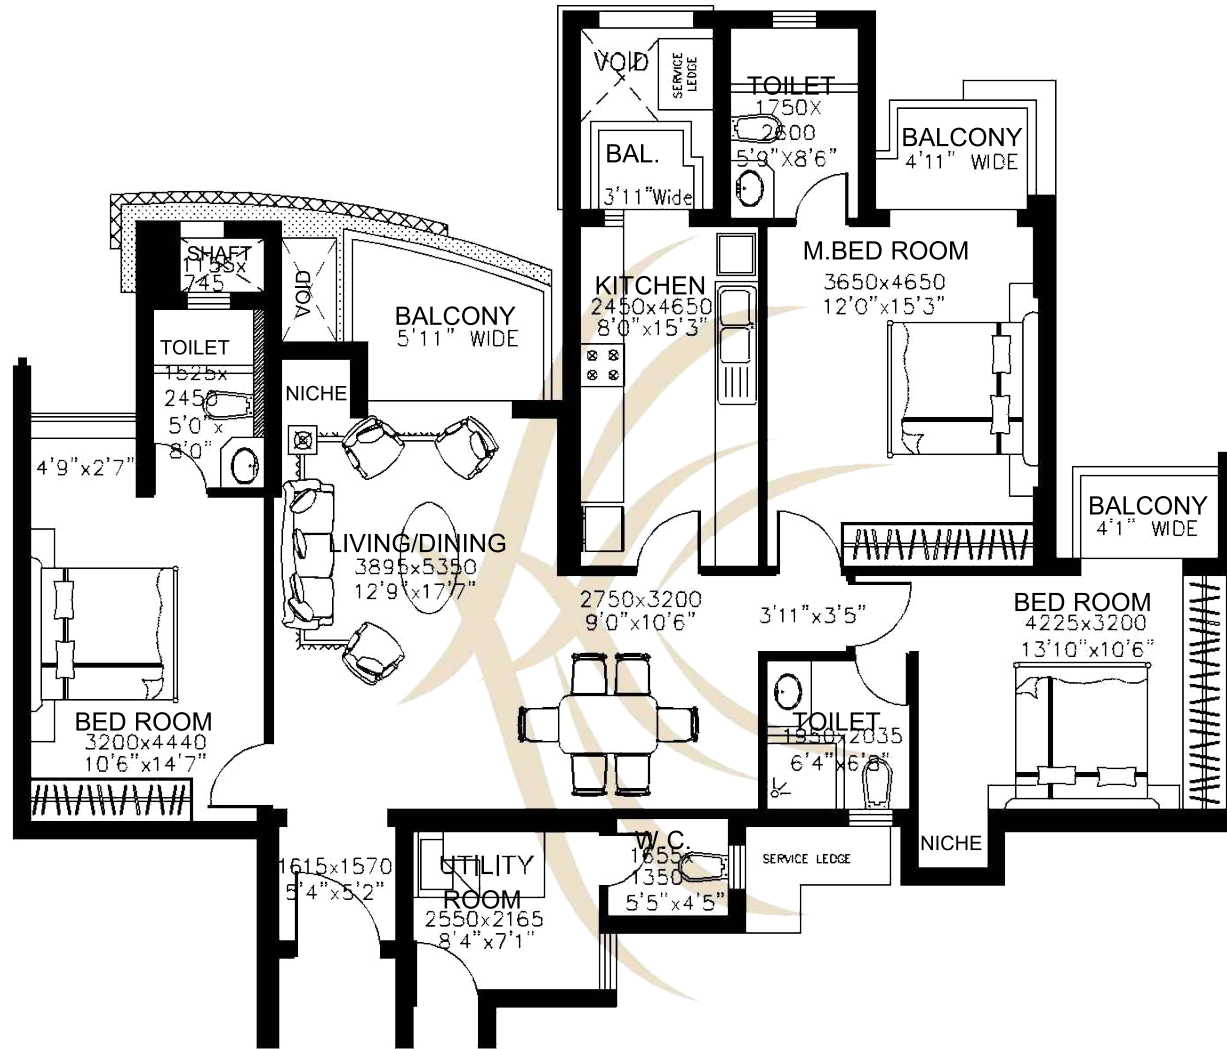 VOID
SERVICE
LEDGE
TOILET
1750X
2600
5'9"X8'6"
BALCONY
4'11" WIDE
BAL.
3'11"Wide
SHAFT
1155x
745
VOID
BALCONY
5'11" WIDE
KITCHEN
2450x4650
8'0"x15'3"
M.BED ROOM
3650x4650
12'0"x15'3"
TOILET
1525x
2450
5'0"x
8'0"
NICHE
4'9"x2'7"
BALCONY
4'1" WIDE
LIVING/DINING
3895x5350
12'9"x17'7"
2750x3200
9'0"x10'6"
3'11"x3'5"
BED ROOM
4225x3200
13'10"x10'6"
BED ROOM
3200x4440
10'6"x14'7"
TOILET
1950x2035
6'4"x6'8"
NICHE
1615x1570
5'4"x5'2"
UTILITY
ROOM
2550x2165
8'4"x7'1"
W.C.
1655x
1350
5'5"x4'5"
SERVICE LEDGE